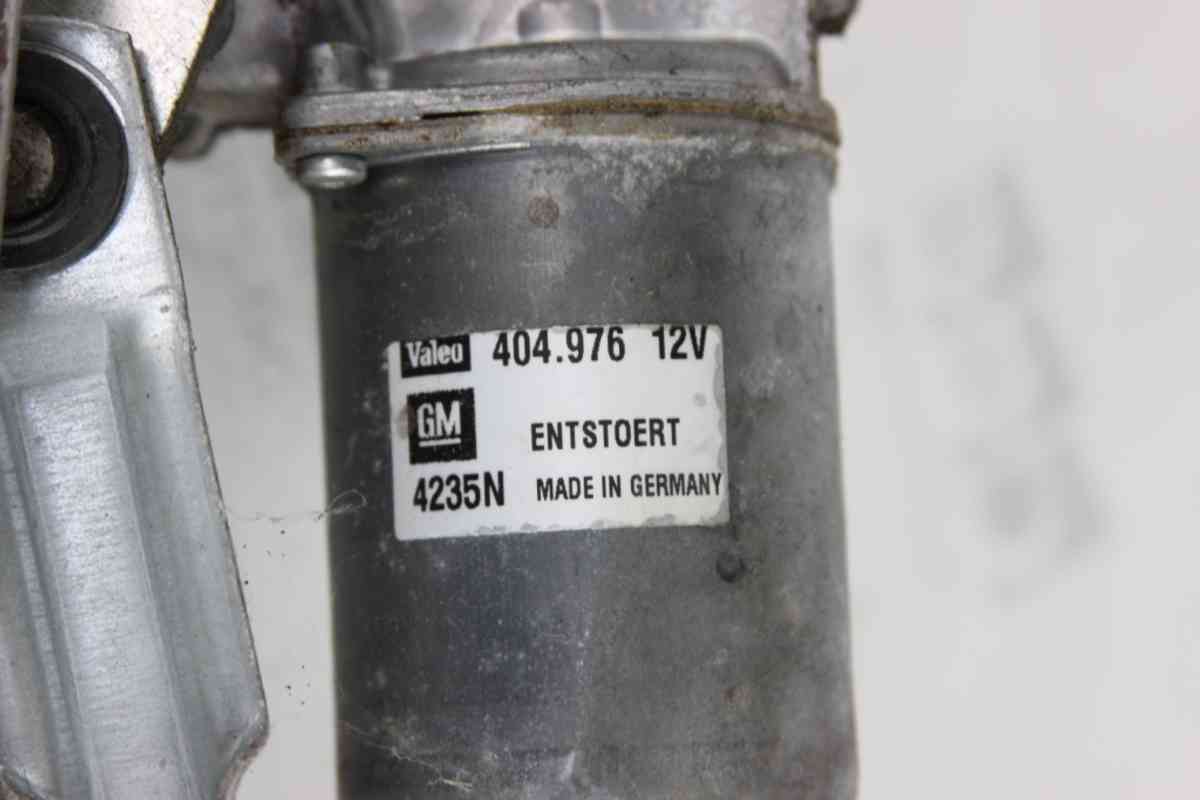 Valeo 404.976 12V
GM
ENTSTOERT
4235N MADE IN GERMANY